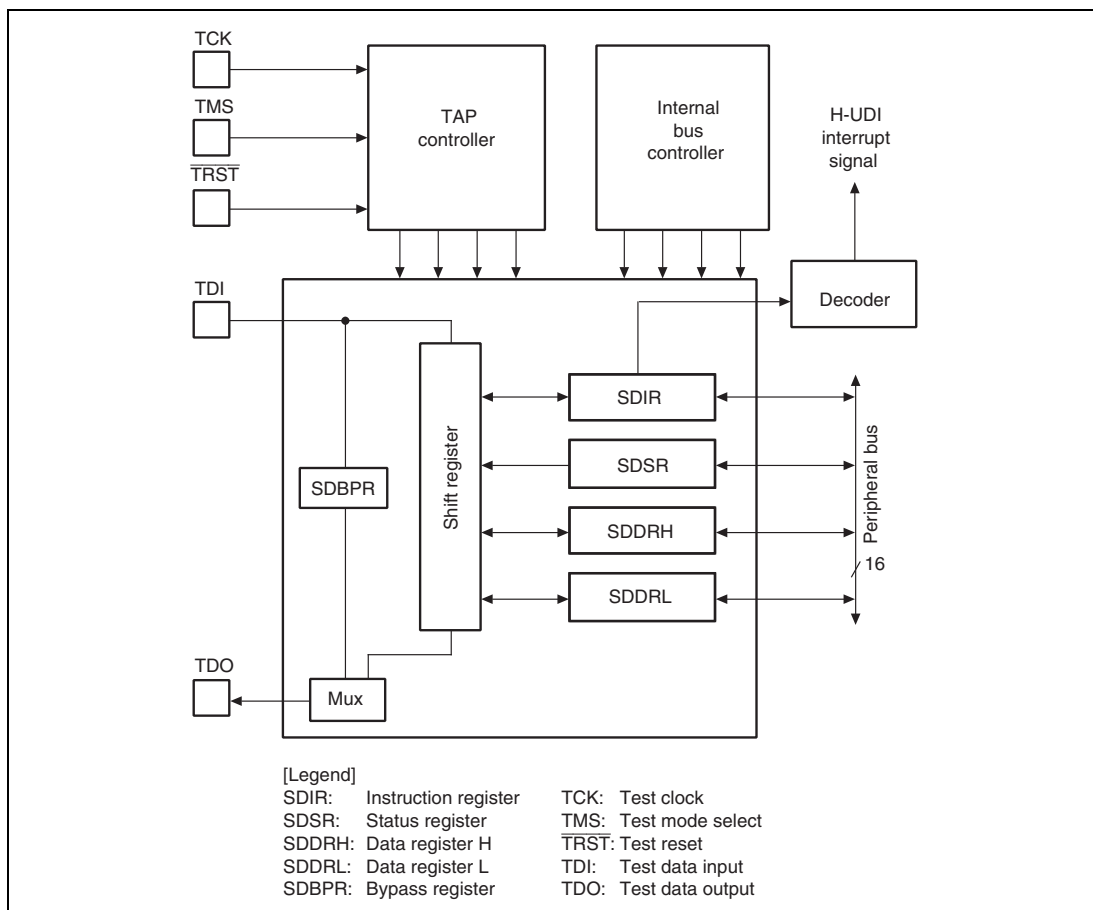 TCK
TMS
TRST
TDI
TDO
TAP
controller
Internal
bus
controller
H-UDI
interrupt
signal
Decoder
Shift register
SDBPR
SDIR
SDSR
SDDRH
SDDRL
Peripheral bus
16
Mux
[Legend]
SDIR: Instruction register
SDSR: Status register
SDDRH: Data register H
SDDRL: Data register L
SDBPR: Bypass register
TCK: Test clock
TMS: Test mode select
TRST: Test reset
TDI: Test data input
TDO: Test data output